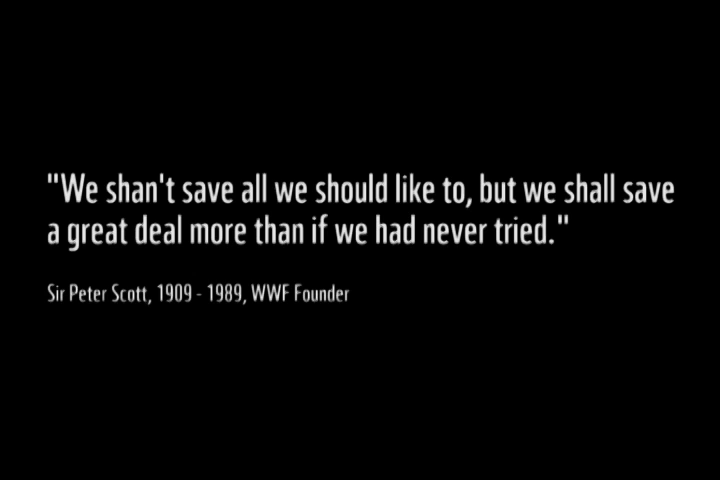 "We shan't save all we should like to, but we shall save
a great deal more than if we had never tried."
Sir Peter Scott, 1909 - 1989, WWF Founder